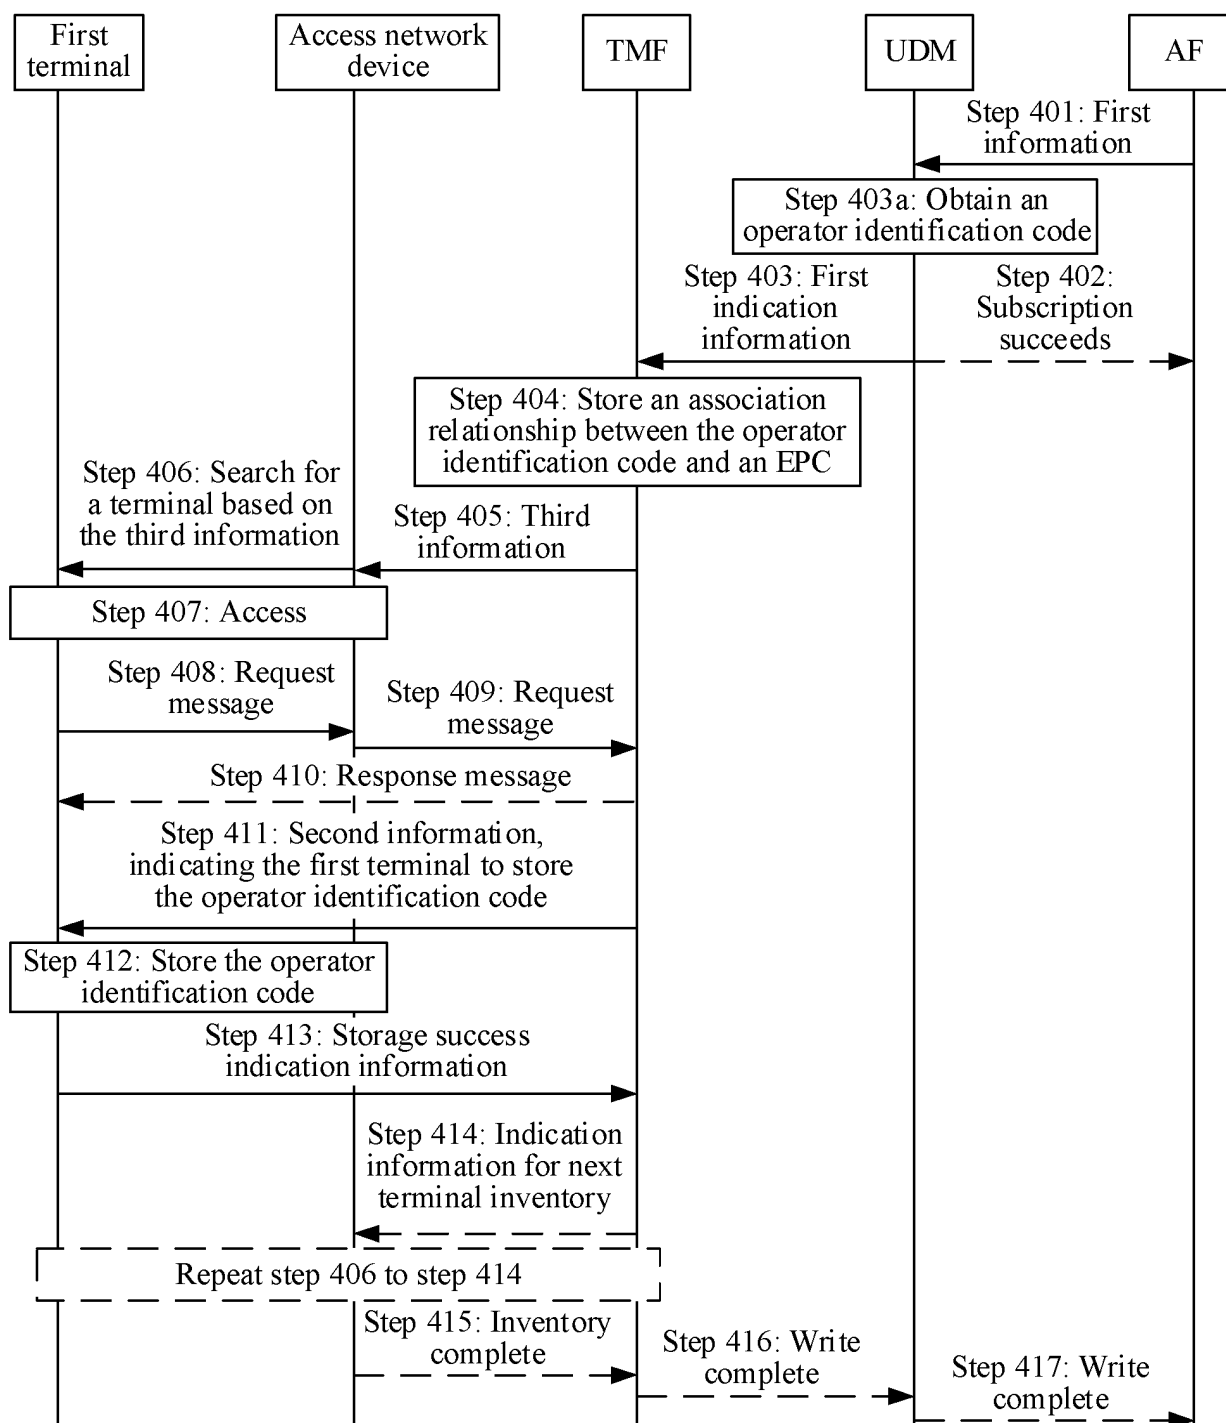 First
terminal
Access network
device
TMF
UDM
AF
Step 401: First
information
Step 403a: Obtain an
operator identification code
Step 403: First
indication
information
Step 402:
Subscription
succeeds
Step 404: Store an association
relationship between the operator
identification code and an EPC
Step 406: Search for
a terminal based on
the third information
Step 405: Third
information
Step 407: Access
Step 408: Request
message
Step 409: Request
message
Step 410: Response message
Step 411: Second information,
indicating the first terminal to store
the operator identification code
Step 412: Store the operator
identification code
Step 413: Storage success
indication information
Step 414: Indication
information for next
terminal inventory
Repeat step 406 to step 414
Step 415: Inventory
complete
Step 416: Write
complete
Step 417: Write
complete